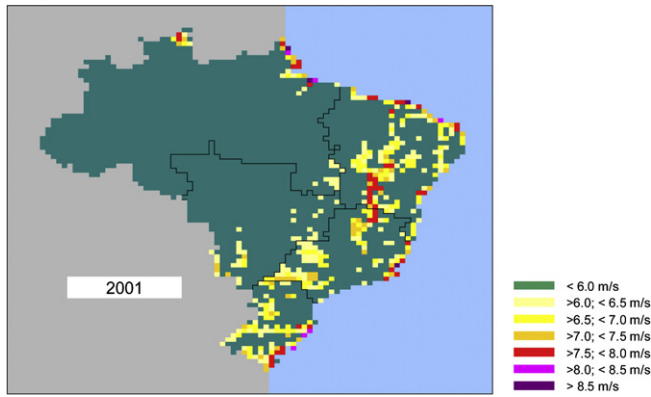 2001
< 6.0 m/s
>6.0; < 6.5 m/s
>6.5; < 7.0 m/s
>7.0; < 7.5 m/s
>7.5; < 8.0 m/s
>8.0; < 8.5 m/s
> 8.5 m/s